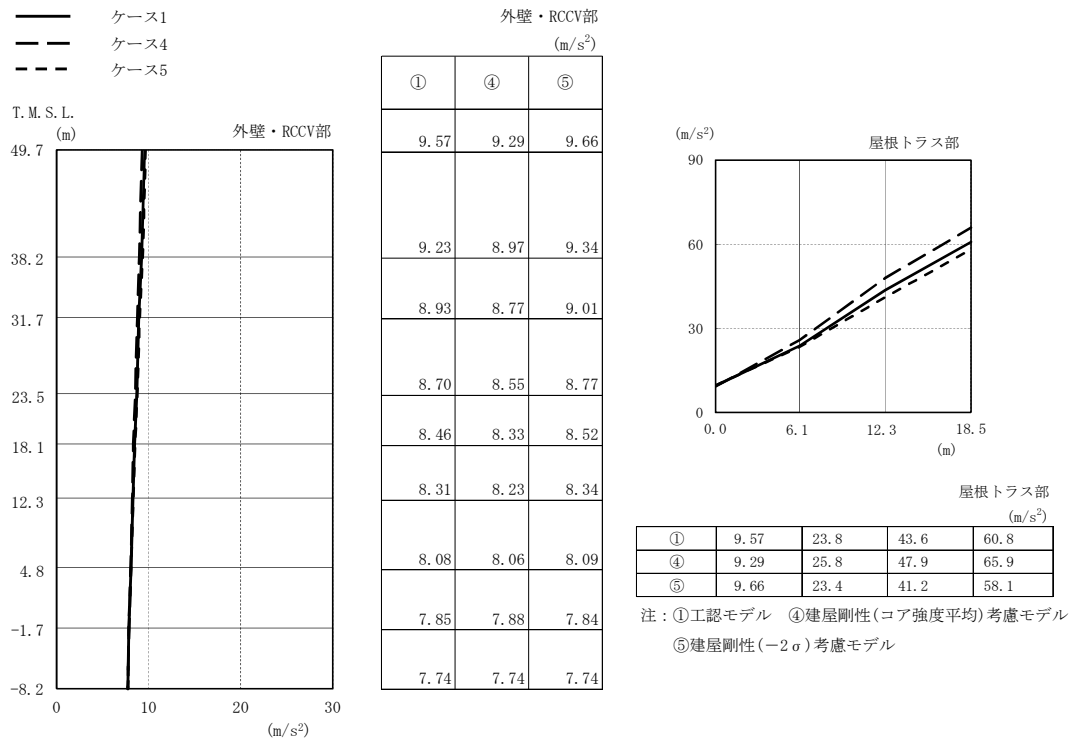 ケース1
ケース4
ケース5
T.M.S.L.
(m)
外壁・RCCV部
49.7
38.2
31.7
23.5
18.1
12.3
4.8
-1.7
-8.2
0 10 20 30
(m/s²)
外壁・RCCV部
(m/s²)
① ④ ⑤
9.57 9.29 9.66
9.23 8.97 9.34
8.93 8.77 9.01
8.70 8.55 8.77
8.46 8.33 8.52
8.31 8.23 8.34
8.08 8.06 8.09
7.85 7.88 7.84
7.74 7.74 7.74
(m/s²)
屋根トラス部
90
60
30
0
0.0 6.1 12.3 18.5
(m)
屋根トラス部
(m/s²)
① 9.57 23.8 43.6 60.8
④ 9.29 25.8 47.9 65.9
⑤ 9.66 23.4 41.2 58.1
注：①工認モデル ④建屋剛性(コア強度平均)考慮モデル
⑤建屋剛性(－2σ)考慮モデル